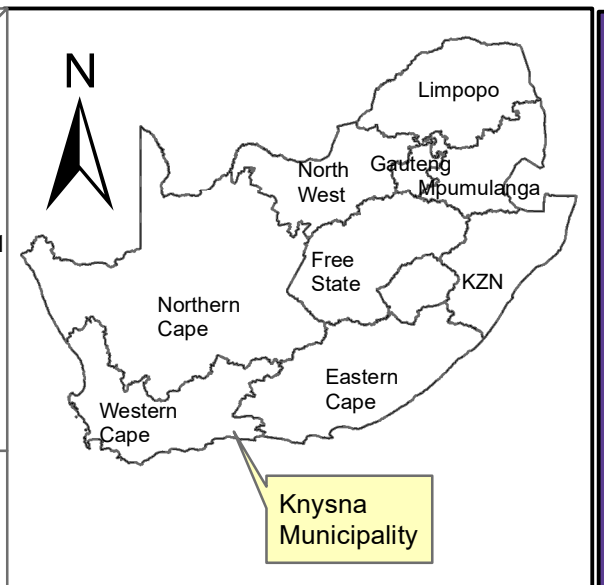 N
Limpopo
Gauteng
North
West
Mpumulanga
Free
State
KZN
Northern
Cape
Eastern
Cape
Western
Cape
Knysna
Municipality